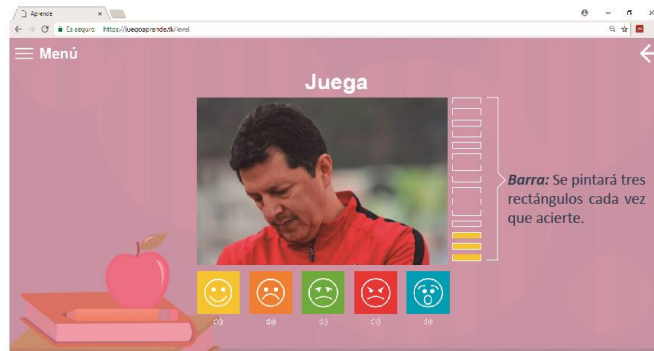 Aprende
Es seguro https://juegoaprende.tk/level
Menú
Juega
Barra: Se pintará tres
rectángulos cada vez
que acierte.